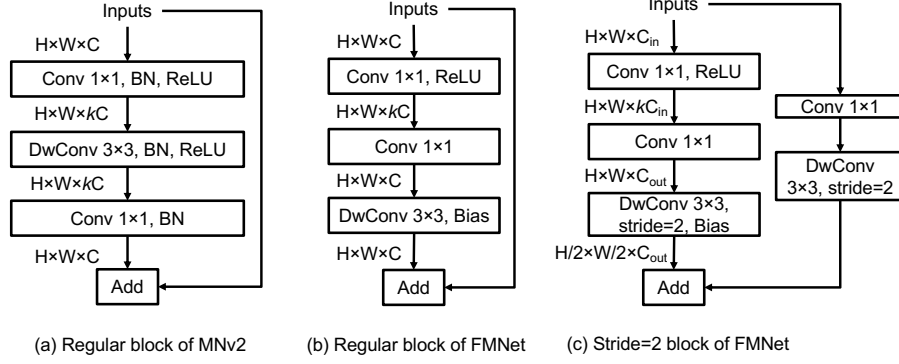 Inputs
H×W×C
Conv 1×1, BN, ReLU
H×W×kC
DwConv 3×3, BN, ReLU
H×W×kC
Conv 1×1, BN
H×W×C
Add
(a) Regular block of MNv2
Inputs
H×W×C
Conv 1×1, ReLU
H×W×kC
Conv 1×1
H×W×C
DwConv 3×3, Bias
H×W×C
Add
(b) Regular block of FMNet
Inputs
H×W×Cin
Conv 1×1, ReLU
H×W×kCin
Conv 1×1
H×W×Cout
DwConv 3×3,
stride=2, Bias
H/2×W/2×Cout
Add
Conv 1×1
DwConv
3×3, stride=2
(c) Stride=2 block of FMNet